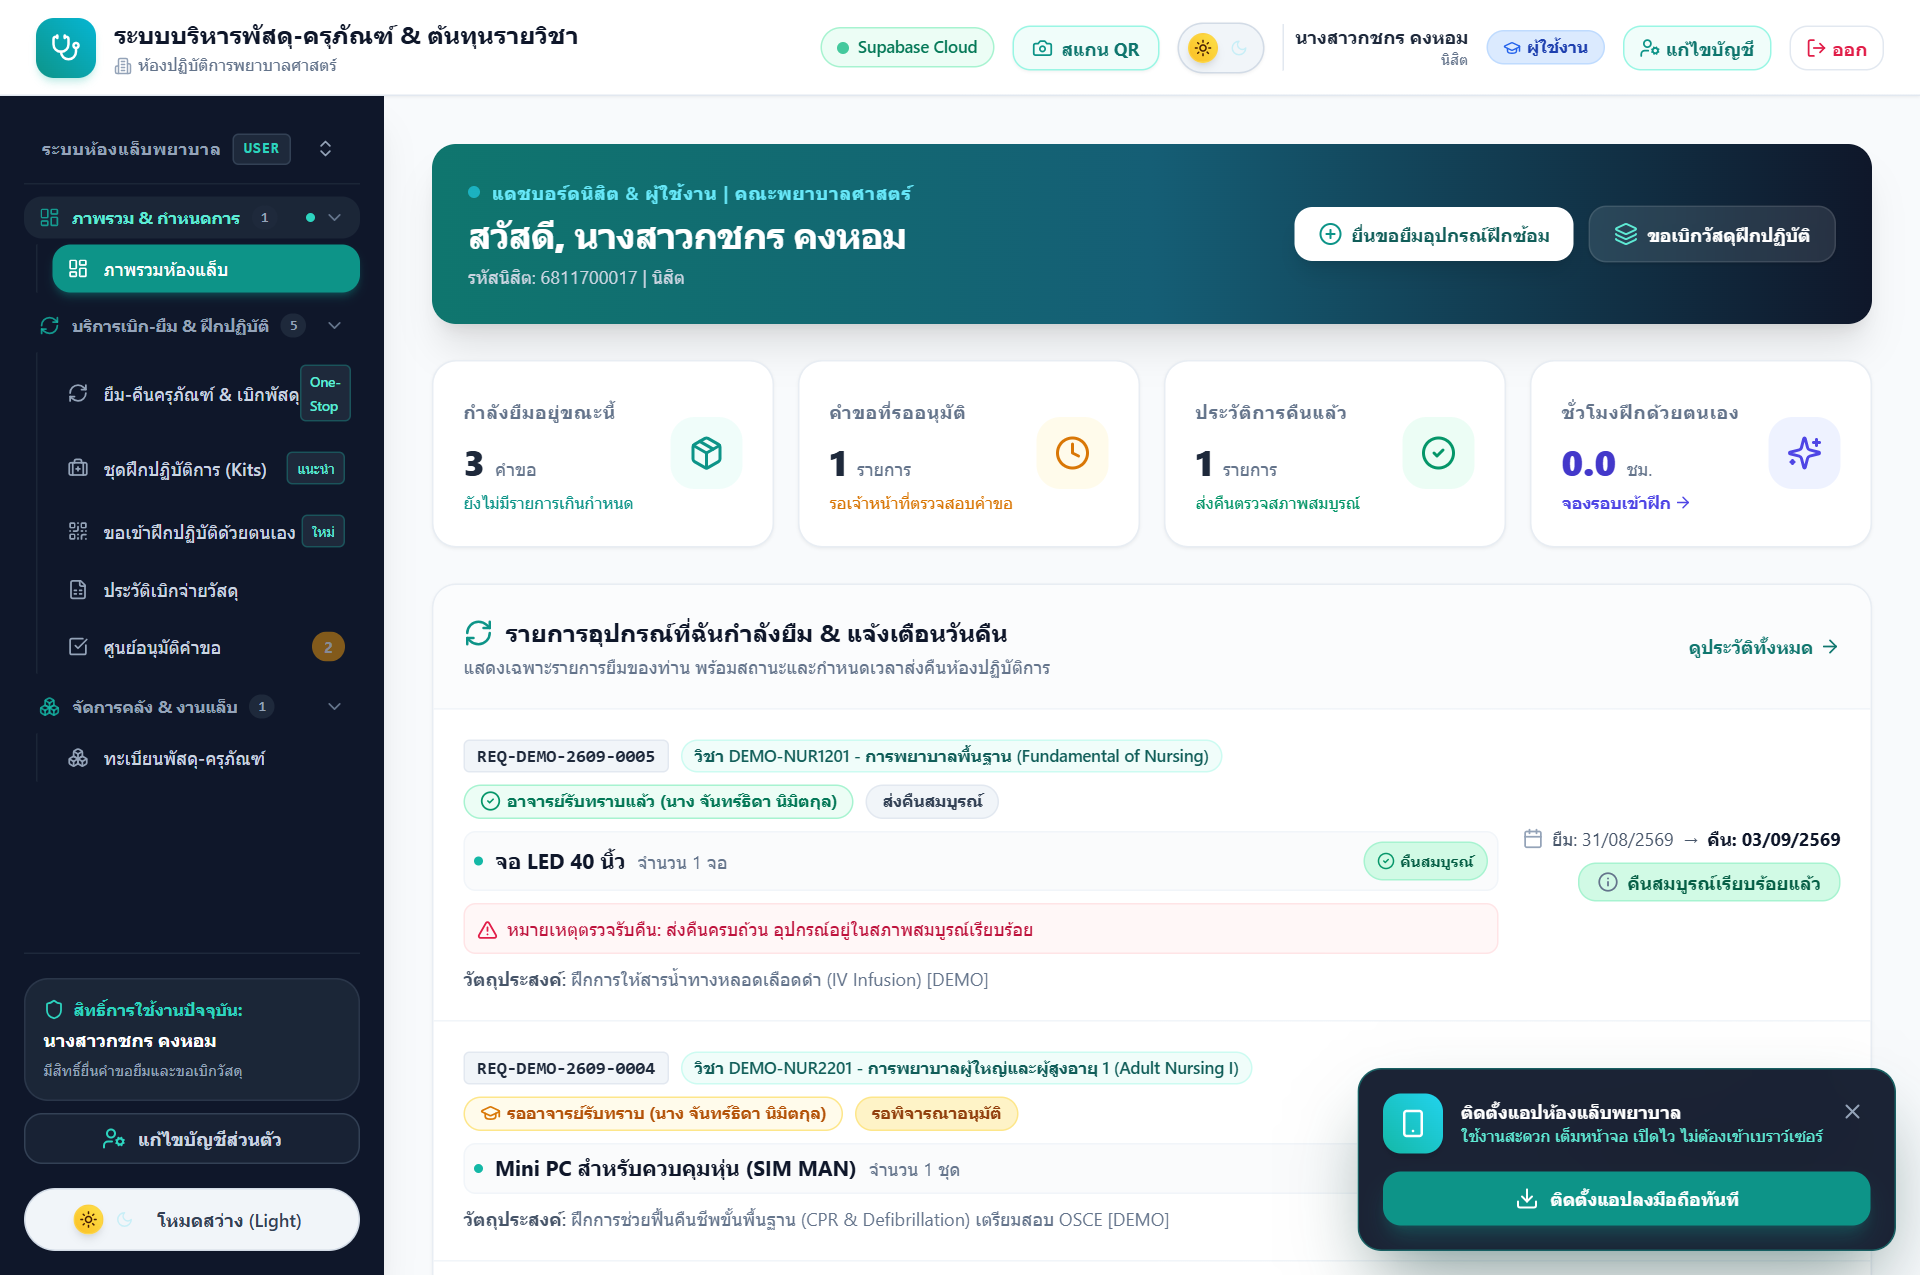 ระบบบริหารพัสดุ-ครุภัณฑ์ & ต้นทุนรายวิชา
ห้องปฏิบัติการพยาบาลศาสตร์
Supabase Cloud
สแกน QR
นางสาวกชกร คงหอม
นิสิต
ผู้ใช้งาน
แก้ไขบัญชี
ออก
ระบบห้องแล็บพยาบาล USER
ภาพรวม & กำหนดการ 1
ภาพรวมห้องแล็บ
บริการเบิก-ยืม & ฝึกปฏิบัติ 5
ยืม-คืนครุภัณฑ์ & เบิกพัสดุ One-Stop
ชุดฝึกปฏิบัติการ (Kits) แนะนำ
ขอเข้าฝึกปฏิบัติด้วยตนเอง ใหม่
ประวัติเบิกจ่ายวัสดุ
ศูนย์อนุมัติคำขอ 2
จัดการคลัง & งานแล็บ 1
ทะเบียนพัสดุ-ครุภัณฑ์
สิทธิ์การใช้งานปัจจุบัน:
นางสาวกชกร คงหอม
มีสิทธิ์ยื่นคำขอยืมและขอเบิกวัสดุ
แก้ไขบัญชีส่วนตัว
โหมดสว่าง (Light)
แดชบอร์ดนิสิต & ผู้ใช้งาน | คณะพยาบาลศาสตร์
สวัสดี, นางสาวกชกร คงหอม
รหัสนิสิต: 6811700017 | นิสิต
ยื่นขอยืมอุปกรณ์ฝึกซ้อม
ขอเบิกวัสดุฝึกปฏิบัติ
กำลังยืมอยู่ขณะนี้
3 คำขอ
ยังไม่มีรายการเกินกำหนด
คำขอที่รออนุมัติ
1 รายการ
รอเจ้าหน้าที่ตรวจสอบคำขอ
ประวัติการคืนแล้ว
1 รายการ
ส่งคืนตรวจสภาพสมบูรณ์
ชั่วโมงฝึกด้วยตนเอง
0.0 ชม.
จองรอบเข้าฝึก →
รายการอุปกรณ์ที่ฉันกำลังยืม & แจ้งเตือนวันคืน
แสดงเฉพาะรายการยืมของท่าน พร้อมสถานะและกำหนดเวลาส่งคืนห้องปฏิบัติการ
ดูประวัติทั้งหมด →
REQ-DEMO-2609-0005 วิชา DEMO-NUR1201 - การพยาบาลพื้นฐาน (Fundamental of Nursing)
อาจารย์รับทราบแล้ว (นาง จันทร์ธิดา นิมิตกุล) ส่งคืนสมบูรณ์
จอ LED 40 นิ้ว จำนวน 1 จอ คืนสมบูรณ์
หมายเหตุตรวจรับคืน: ส่งคืนครบถ้วน อุปกรณ์อยู่ในสภาพสมบูรณ์เรียบร้อย
วัตถุประสงค์: ฝึกการให้สารน้ำทางหลอดเลือดดำ (IV Infusion) [DEMO]
ยืม: 31/08/2569 → คืน: 03/09/2569
คืนสมบูรณ์เรียบร้อยแล้ว
REQ-DEMO-2609-0004 วิชา DEMO-NUR2201 - การพยาบาลผู้ใหญ่และผู้สูงอายุ 1 (Adult Nursing I)
รออาจารย์รับทราบ (นาง จันทร์ธิดา นิมิตกุล) รอพิจารณาอนุมัติ
Mini PC สำหรับควบคุมหุ่น (SIM MAN) จำนวน 1 ชุด
วัตถุประสงค์: ฝึกการช่วยฟื้นคืนชีพขั้นพื้นฐาน (CPR & Defibrillation) เตรียมสอบ OSCE [DEMO]
ติดตั้งแอปห้องแล็บพยาบาล
ใช้งานสะดวก เต็มหน้าจอ เปิดไว ไม่ต้องเข้าเบราว์เซอร์
ติดตั้งแอปลงมือถือทันที